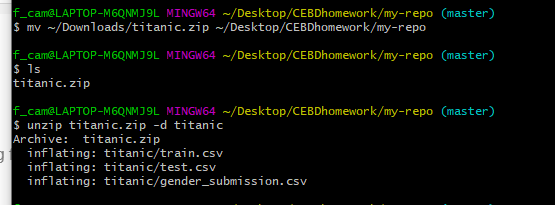 f_cam@LAPTOP-M6QNMJ9L MINGW64 ~/Desktop/CEBDhomework/my-repo (master)
$ mv ~/Downloads/titanic.zip ~/Desktop/CEBDhomework/my-repo
f_cam@LAPTOP-M6QNMJ9L MINGW64 ~/Desktop/CEBDhomework/my-repo (master)
$ ls
titanic.zip
f_cam@LAPTOP-M6QNMJ9L MINGW64 ~/Desktop/CEBDhomework/my-repo (master)
$ unzip titanic.zip -d titanic
Archive:  titanic.zip
  inflating: titanic/train.csv
  inflating: titanic/test.csv
  inflating: titanic/gender_submission.csv